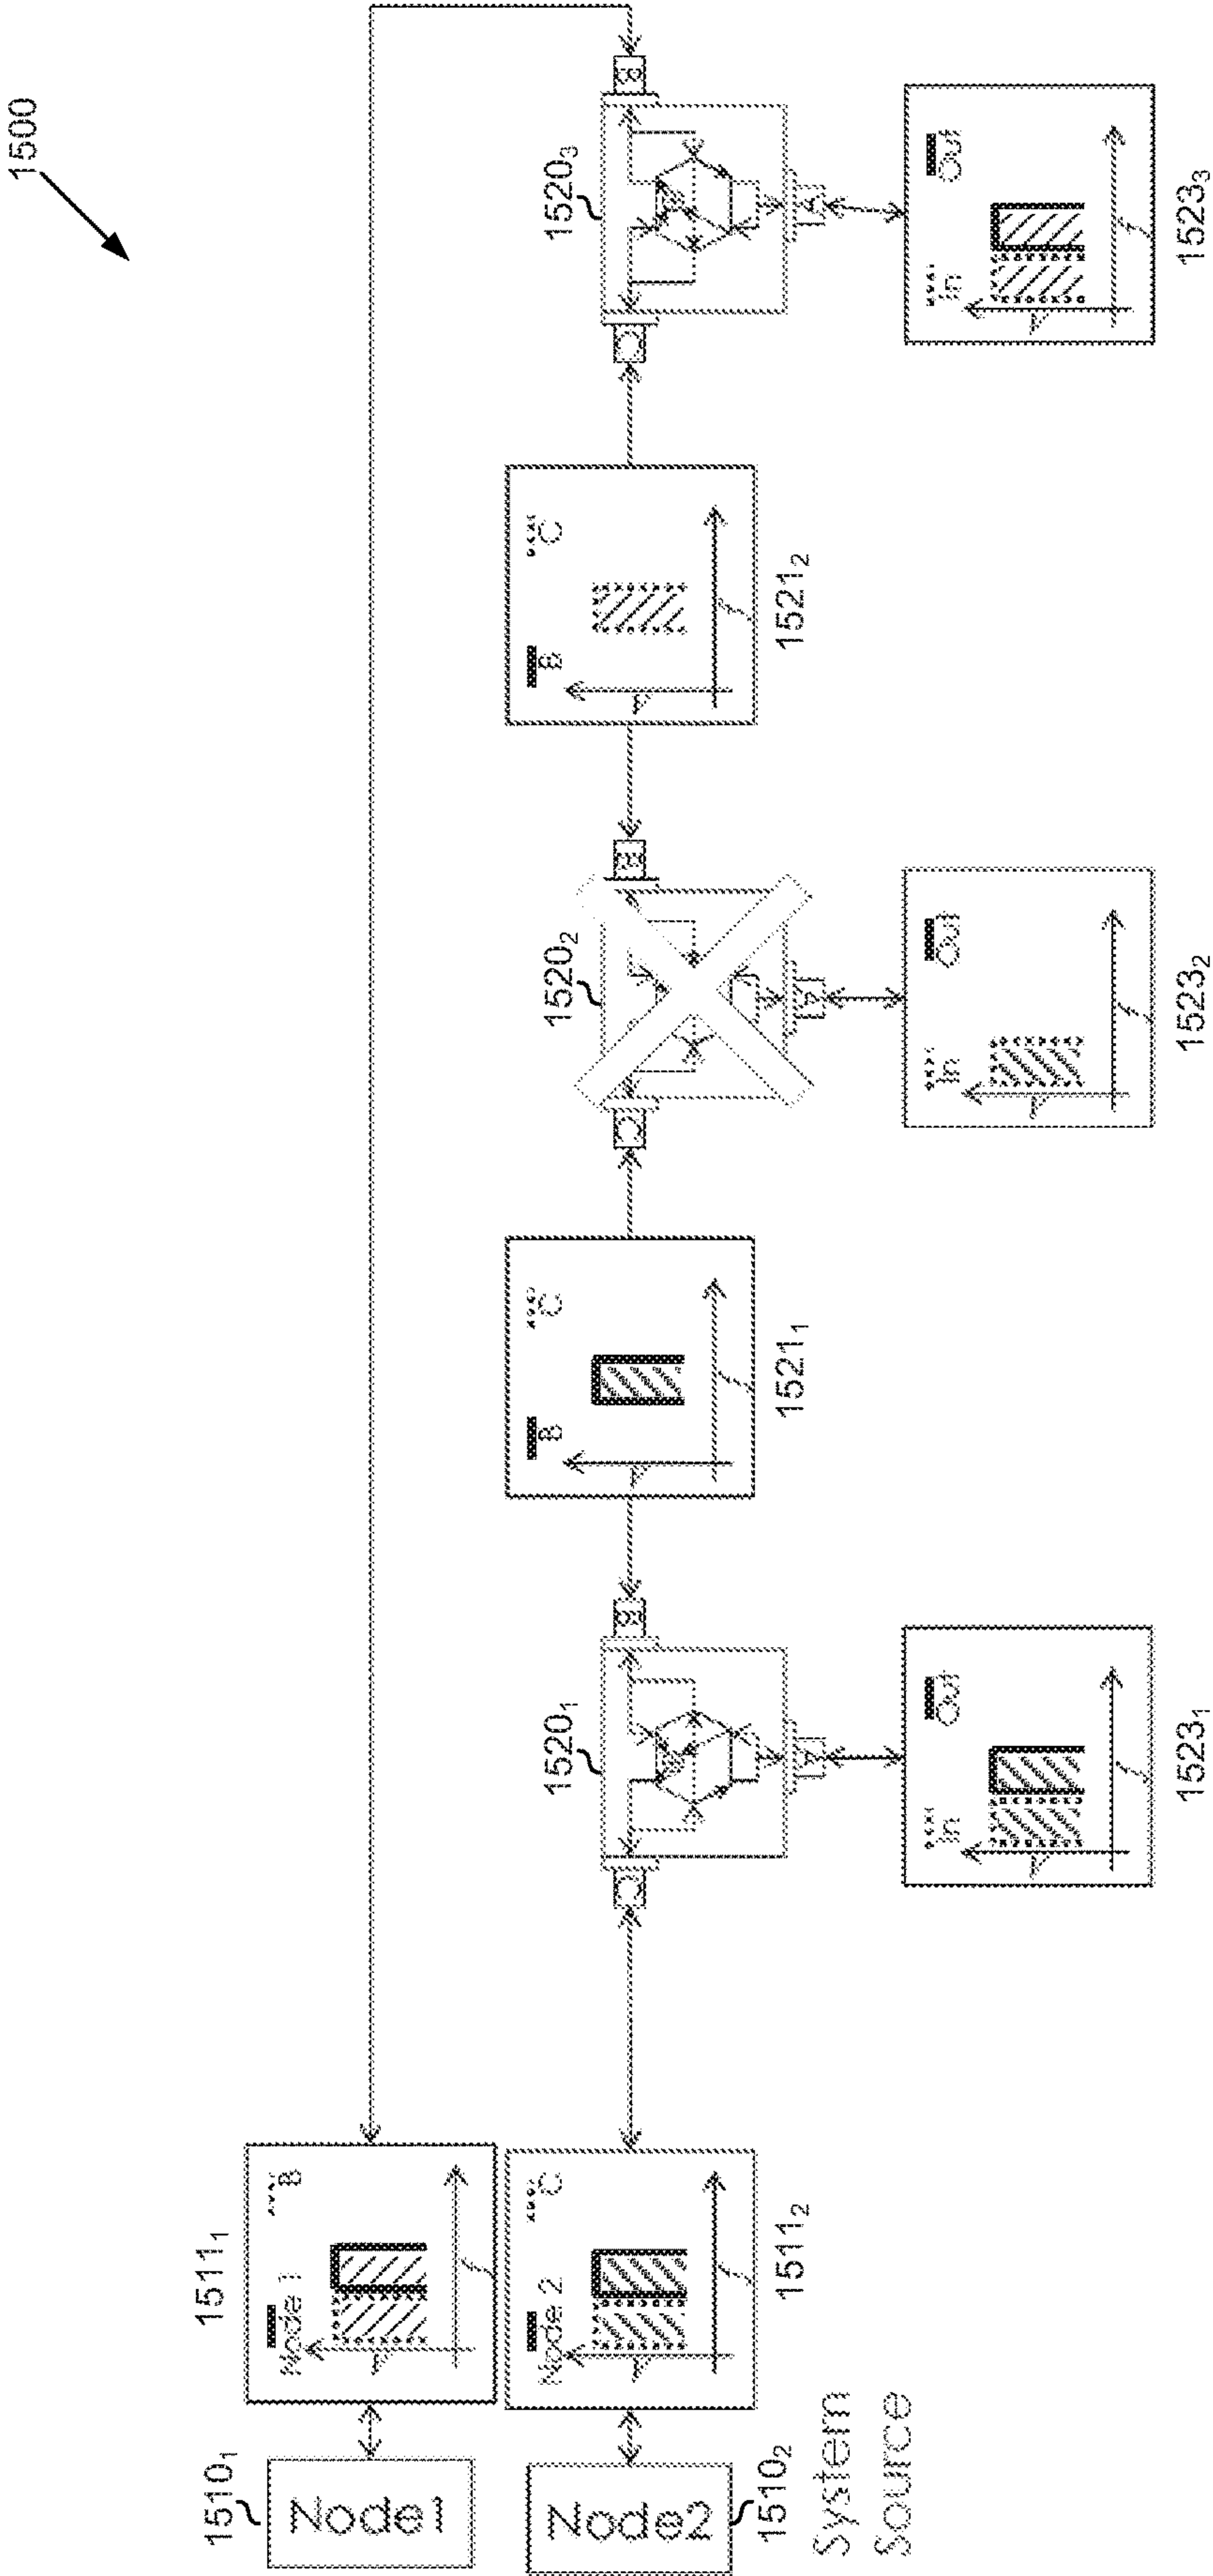 1500
1511₁
Node 1
B
P
f
1510₁
Node1
1511₂
Node 2
C
P
f
1510₂
Node2
System
Source
1520₁
C
B
A
1523₁
In
Out
P
f
1521₁
B
C
P
f
1520₂
C
B
A
1523₂
In
Out
P
f
1521₂
B
C
P
f
1520₃
C
B
A
1523₃
In
Out
P
f